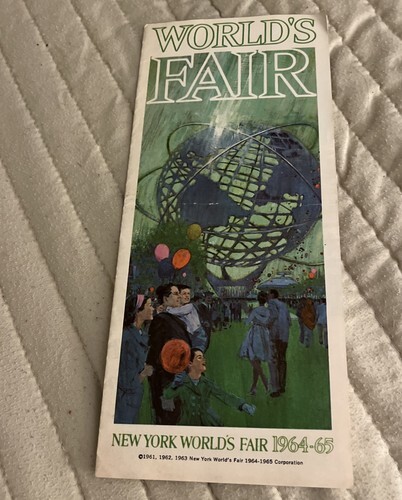 WORLD'S
FAIR
NEW YORK WORLD'S FAIR 1964-65
©1961, 1962, 1963 New York World's Fair 1964-1965 Corporation